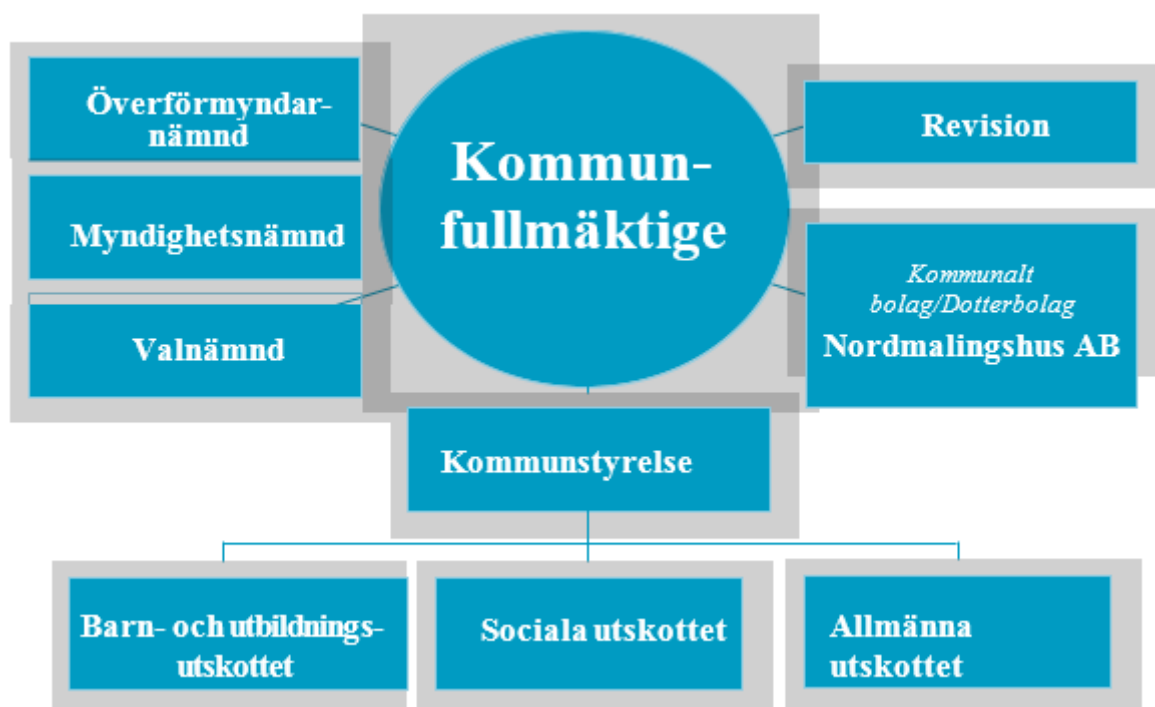 Överförmyndar-
nämnd
Myndighetsnämnd
Valnämnd
Kommun-
fullmäktige
Revision
Kommunalt
bolag/Dotterbolag
Nordmalingshus AB
Kommunstyrelse
Barn- och utbildnings-
utskottet
Sociala utskottet
Allmänna
utskottet